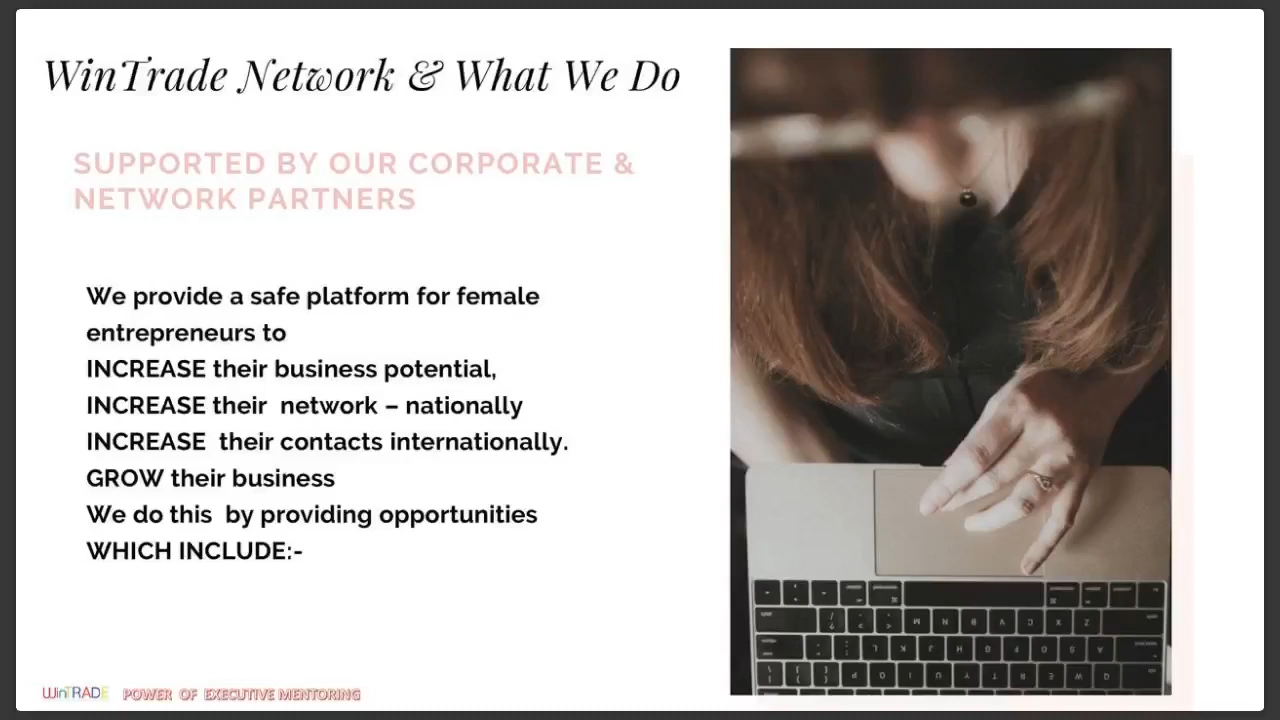 WinTrade Network & What We Do
SUPPORTED BY OUR CORPORATE &
NETWORK PARTNERS
We provide a safe platform for female
entrepreneurs to
INCREASE their business potential,
INCREASE their network – nationally
INCREASE their contacts internationally.
GROW their business
We do this by providing opportunities
WHICH INCLUDE:-
WinTRADE POWER OF EXECUTIVE MENTORING